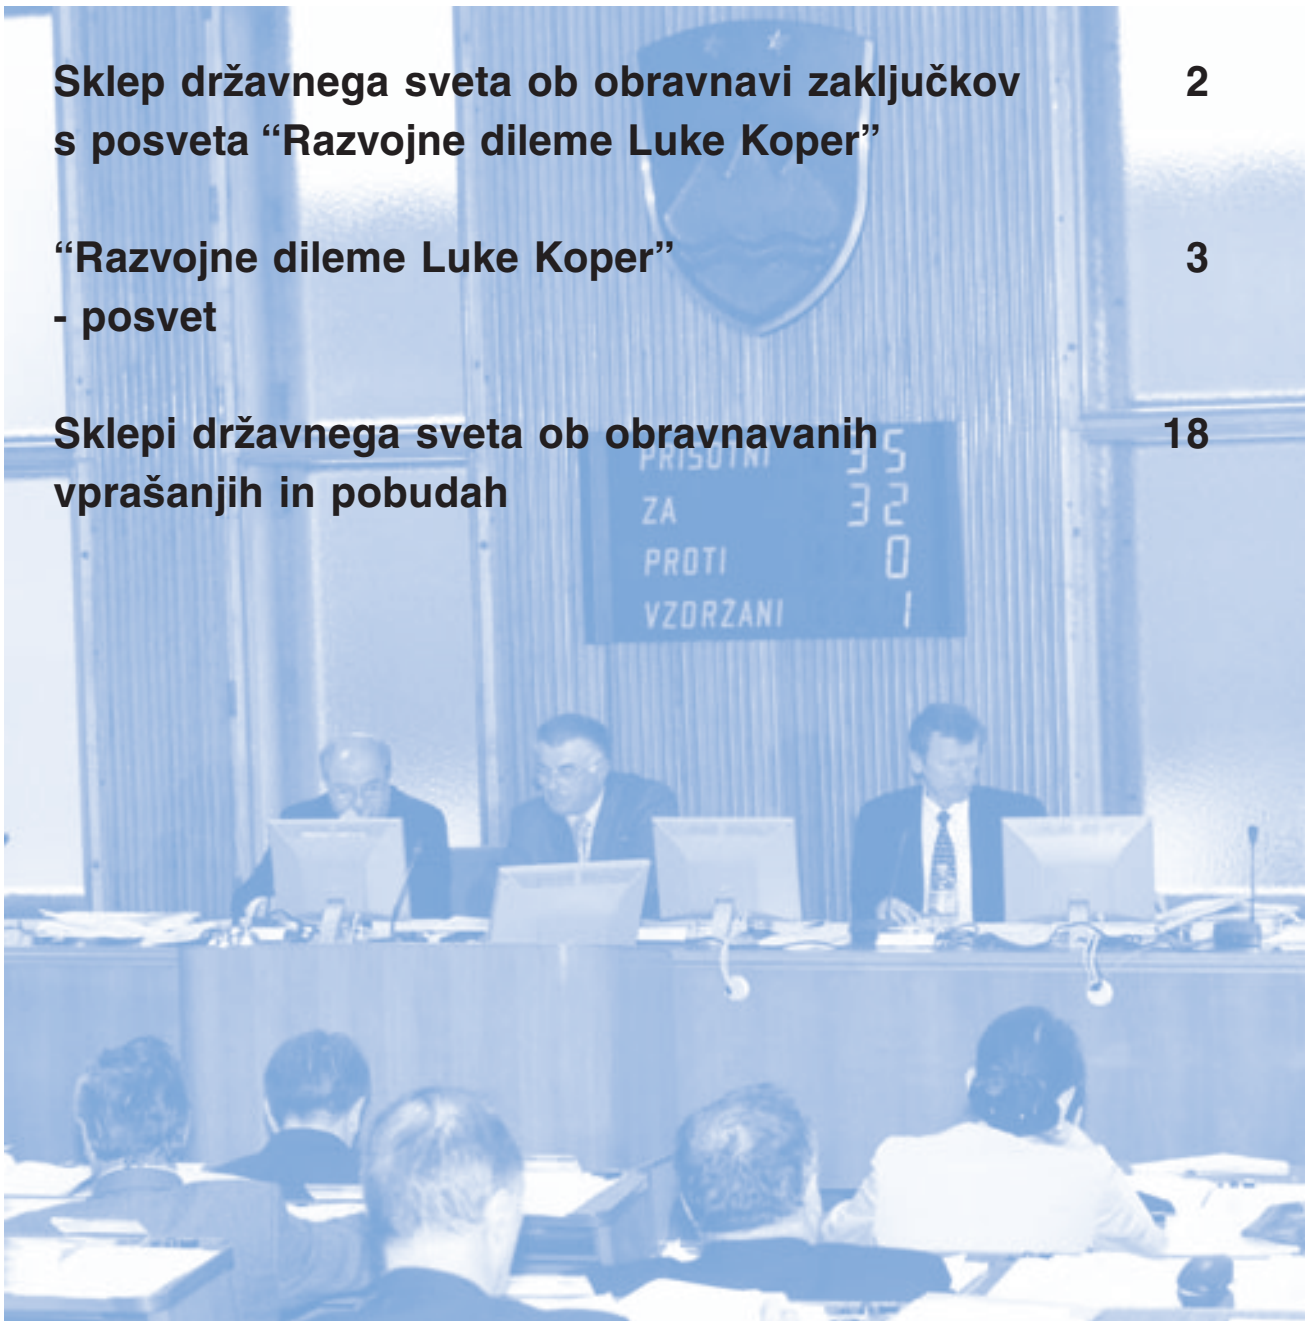 Sklep državnega sveta ob obravnavi zaključkov 2
s posveta “Razvojne dileme Luke Koper”
“Razvojne dileme Luke Koper” 3
- posvet
Sklepi državnega sveta ob obravnavanih 18
vprašanjih in pobudah
PRISOTNI 35
ZA 32
PROTI 0
VZDRŽANI 1